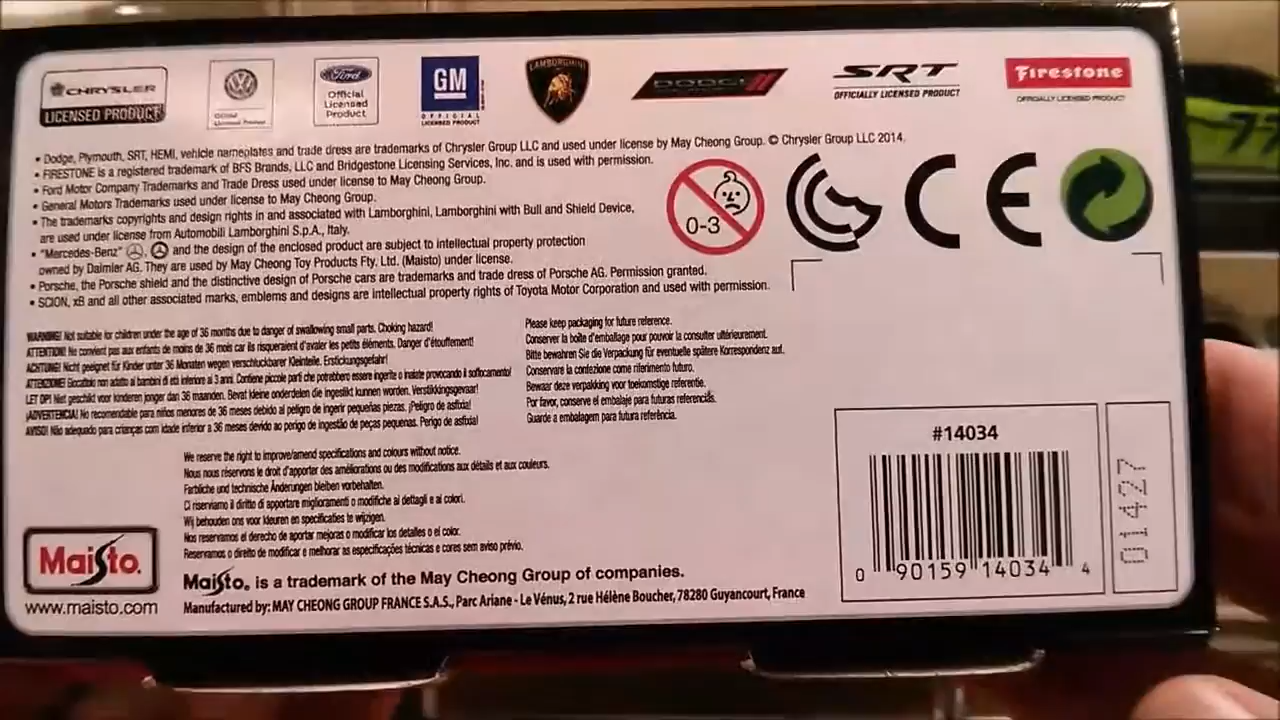 CHRYSLER
LICENSED PRODUCT
Ford
Official
Licensed
Product
GM
OFFICIAL
LICENSED PRODUCT
LAMBORGHINI
DODGE
SRT
OFFICIALLY LICENSED PRODUCT
Firestone
OFFICIALLY LICENSED PRODUCT
• Dodge, Plymouth, SRT, HEMI, vehicle nameplates and trade dress are trademarks of Chrysler Group LLC and used under license by May Cheong Group. © Chrysler Group LLC 2014.
• FIRESTONE is a registered trademark of BFS Brands, LLC and Bridgestone Licensing Services, Inc. and is used with permission.
• Ford Motor Company Trademarks and Trade Dress used under license to May Cheong Group.
• General Motors Trademarks used under license to May Cheong Group.
• The trademarks copyrights and design rights in and associated with Lamborghini, Lamborghini with Bull and Shield Device,
are used under license from Automobili Lamborghini S.p.A., Italy.
• "Mercedes-Benz" , and the design of the enclosed product are subject to intellectual property protection
owned by Daimler AG. They are used by May Cheong Toy Products Fty. Ltd. (Maisto) under license.
• Porsche, the Porsche shield and the distinctive design of Porsche cars are trademarks and trade dress of Porsche AG. Permission granted.
• SCION, xB and all other associated marks, emblems and designs are intellectual property rights of Toyota Motor Corporation and used with permission.
0-3
CE
WARNING! Not suitable for children under the age of 36 months due to danger of swallowing small parts. Choking hazard!
ATTENTION! Ne convient pas aux enfants de moins de 36 mois car ils risqueraient d'avaler les petits éléments. Danger d'étouffement!
ACHTUNG! Nicht geeignet für Kinder unter 36 Monaten wegen verschluckbarer Kleinteile. Erstickungsgefahr!
ATTENZIONE! Giocattolo non adatto ai bambini di età inferiore ai 3 anni. Contiene piccole parti che potrebbero essere ingerite o inalate provocando il soffocamento!
LET OP! Niet geschikt voor kinderen jonger dan 36 maanden. Bevat kleine onderdelen die ingeslikt kunnen worden. Verstikkingsgevaar!
¡ADVERTENCIA! No recomendable para niños menores de 36 meses debido al peligro de ingerir pequeñas piezas. ¡Peligro de asfixia!
AVISO! Não adequado para crianças com idade inferior a 36 meses devido ao perigo de ingestão de peças pequenas. Perigo de asfixia!
Please keep packaging for future reference.
Conserver la boîte d'emballage pour pouvoir la consulter ultérieurement.
Bitte bewahren Sie die Verpackung für eventuelle spätere Korrespondenz auf.
Conservare la confezione come riferimento futuro.
Bewaar deze verpakking voor toekomstige referentie.
Por favor, conserve el embalaje para futuras referencias.
Guarde a embalagem para futura referência.
We reserve the right to improve/amend specifications and colours without notice.
Nous nous réservons le droit d'apporter des améliorations ou des modifications aux détails et aux couleurs.
Farbliche und technische Änderungen bleiben vorbehalten.
Ci riserviamo il diritto di apportare miglioramenti o modifiche ai dettagli e ai colori.
Wij behouden ons voor kleuren en specificaties te wijzigen.
Nos reservamos el derecho de aportar mejoras o modificar los detalles o el color.
Reservamos o direito de modificar e melhorar as especificações técnicas e cores sem aviso prévio.
Maisto.
www.maisto.com
Maisto. is a trademark of the May Cheong Group of companies.
Manufactured by: MAY CHEONG GROUP FRANCE S.A.S., Parc Ariane - Le Vénus, 2 rue Hélène Boucher, 78280 Guyancourt, France
#14034
0 90159 14034 4
01427
77